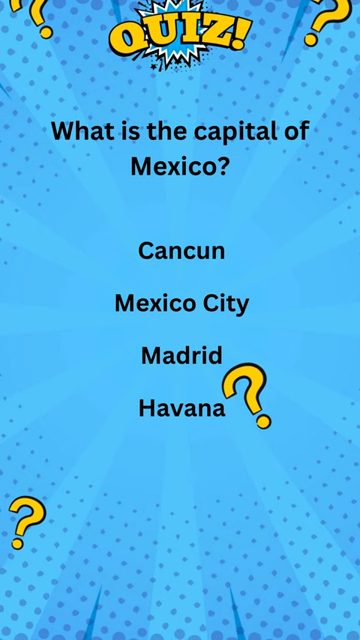 QUIZ!
What is the capital of
Mexico?
Cancun
Mexico City
Madrid
Havana